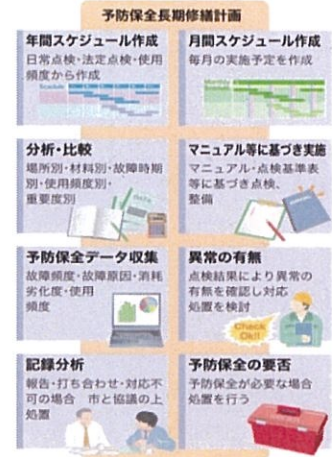 予防保全長期修繕計画
年間スケジュール作成
日常点検・法定点検・使用
頻度から作成
月間スケジュール作成
毎月の実施予定を作成
分析・比較
場所別・材料別・故障時期
別・使用頻度別・
重要度別
マニュアル等に基づき実施
マニュアル・点検基準表
等に基づき点検、
整備
予防保全データ収集
故障頻度・故障原因・消耗
劣化度・使用
頻度
異常の有無
点検結果により異常の
有無を確認し対応
処置を検討
Check
Ok!!
記録分析
報告・打ち合わせ・対応不
可の場合 市と協議の上
処置
予防保全の要否
予防保全が必要な場合
処置を行う